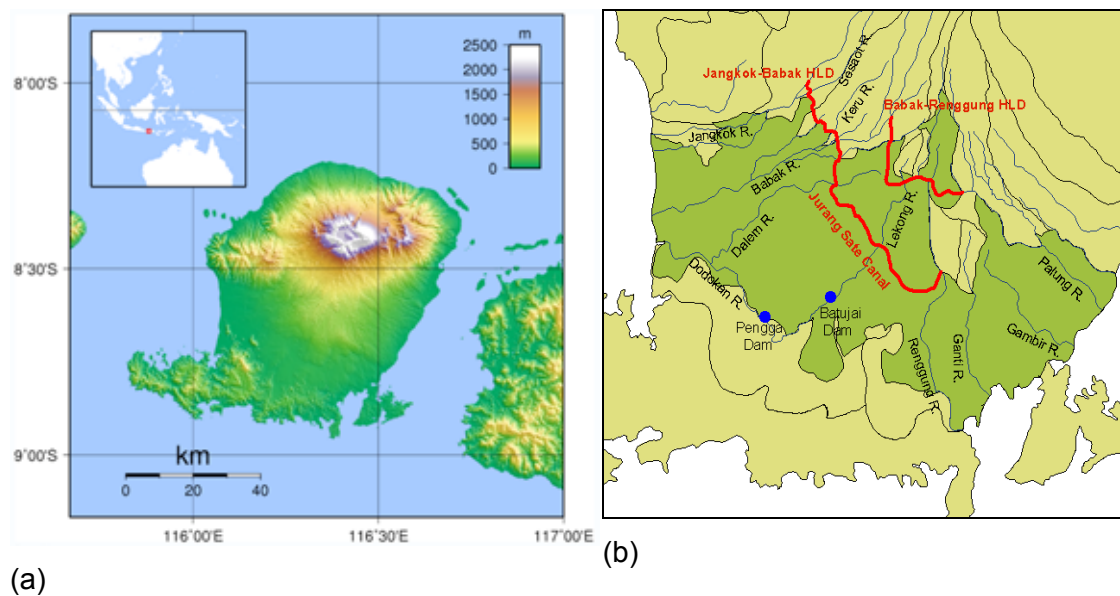 m
2500
2000
1500
1000
500
0
8°00'S
8°30'S
9°00'S
km
0 20 40
116°00'E
116°30'E
117°00'E
(a)
Jangkok-Babak HLD
Sesaot R.
Keru R.
Babak-Renggung HLD
Jangkok R.
Babak R.
Jurang Sate Canal
Lekong R.
Dalem R.
Dodokan R.
Palung R.
Batujai
Dam
Pengga
Dam
Gambir R.
Renggung R.
Ganti R.
(b)